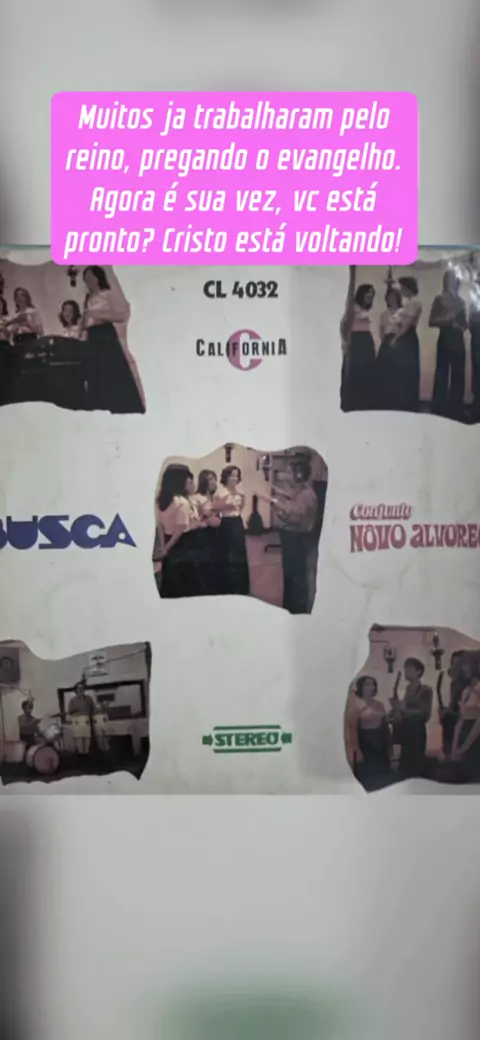 Muitos ja trabalharam pelo
reino, pregando o evangelho.
Agora é sua vez, vc está
pronto? Cristo está voltando!
CL 4032
CALIFORNIA
BUSCA
Conjunto
NOVO ALVOREC
STEREO